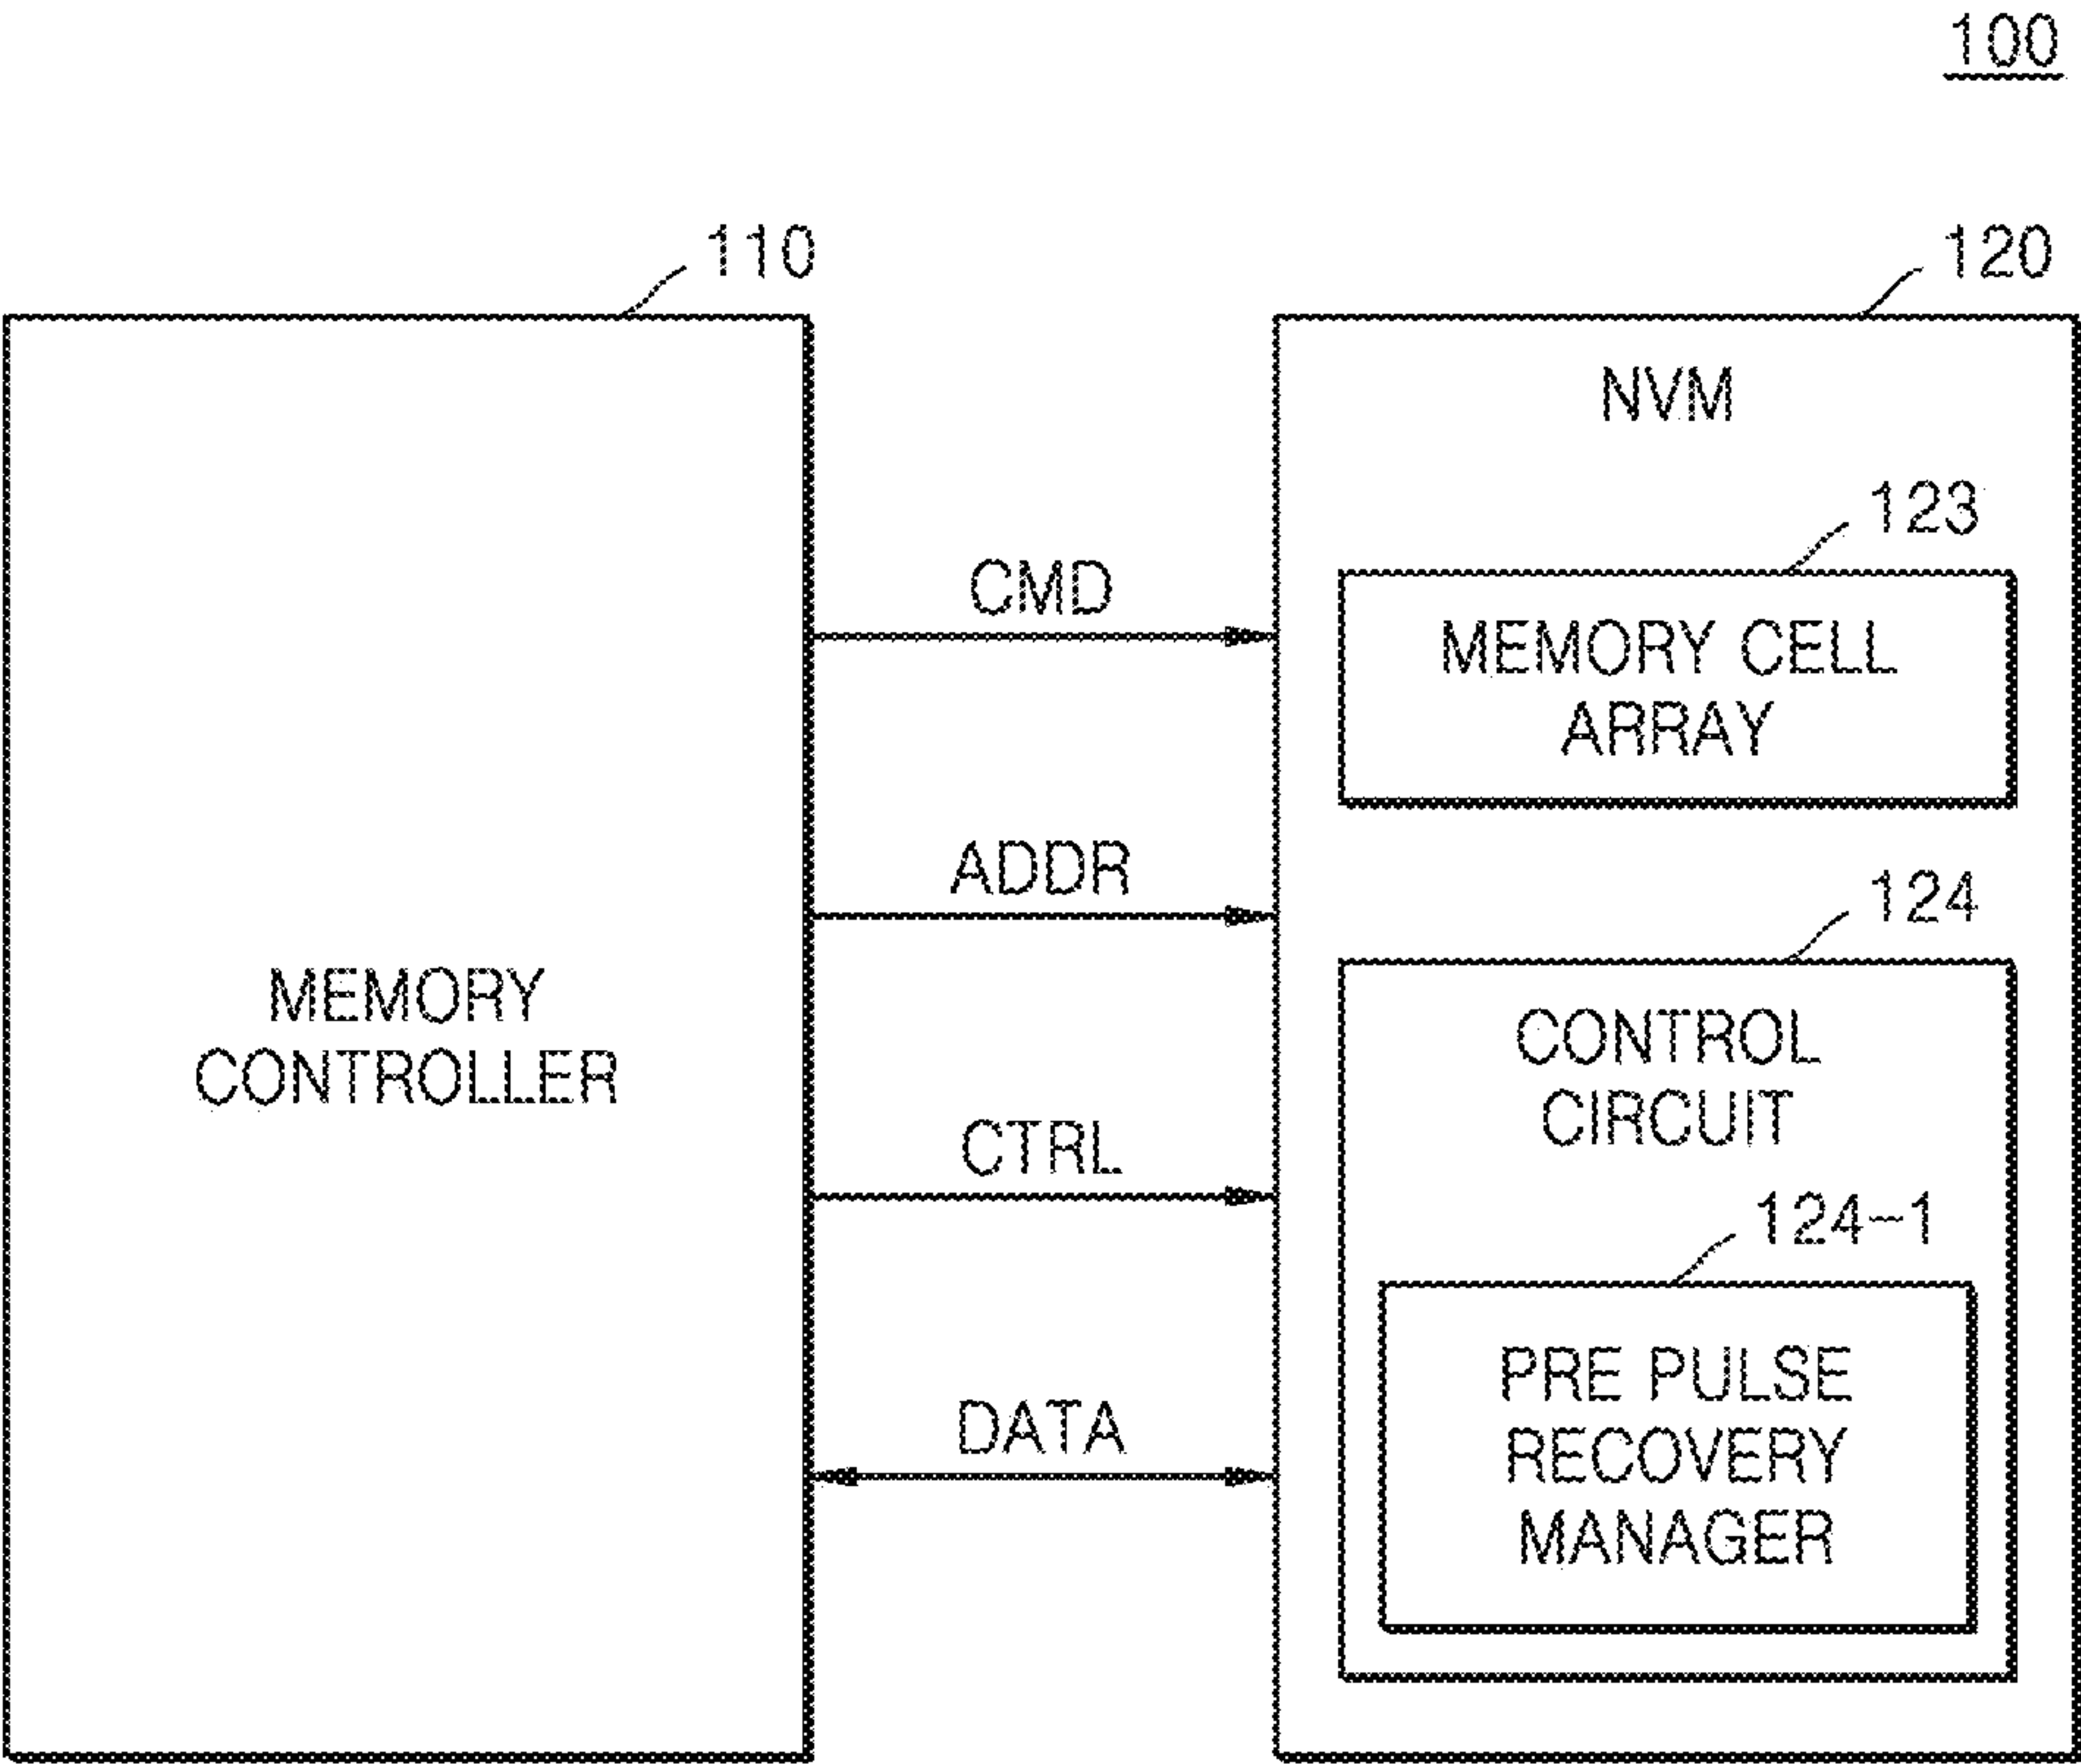 100
110
120
NVM
123
CMD
MEMORY CELL
ARRAY
ADDR
124
MEMORY
CONTROLLER
CONTROL
CIRCUIT
CTRL
124-1
PRE PULSE
RECOVERY
MANAGER
DATA